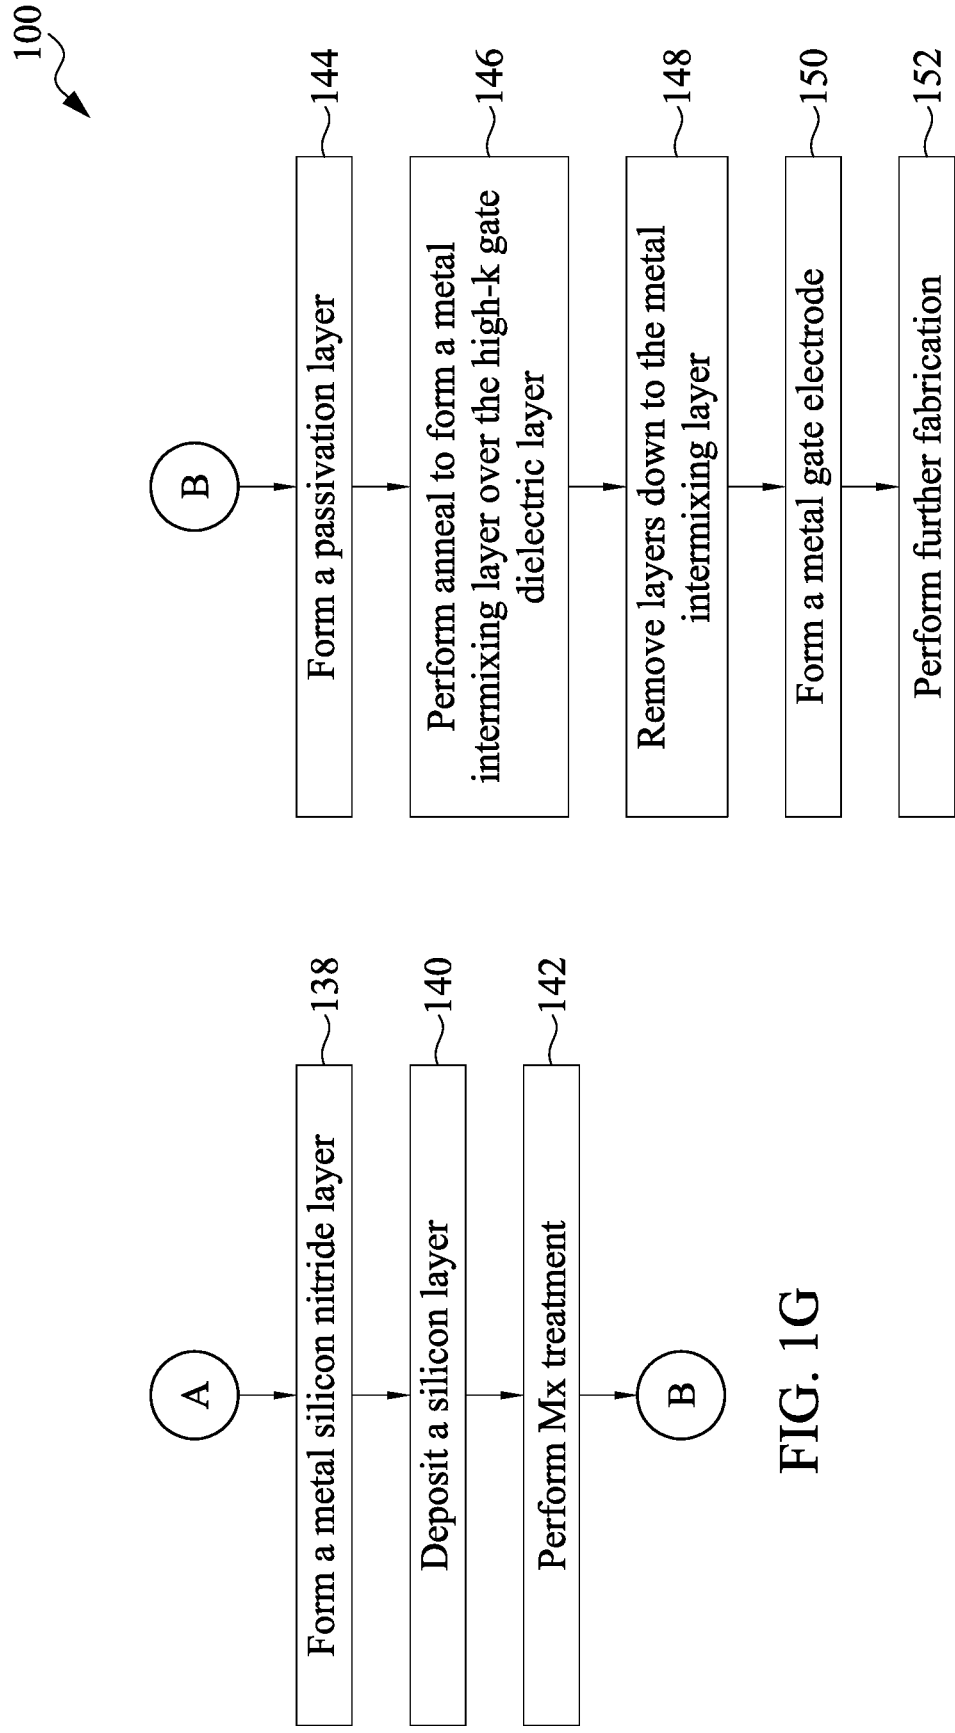 100
A
Form a metal silicon nitride layer
138
Deposit a silicon layer
140
Perform Mx treatment
142
B
B
Form a passivation layer
144
Perform anneal to form a metal
intermixing layer over the high-k gate
dielectric layer
146
Remove layers down to the metal
intermixing layer
148
Form a metal gate electrode
150
Perform further fabrication
152
FIG. 1G